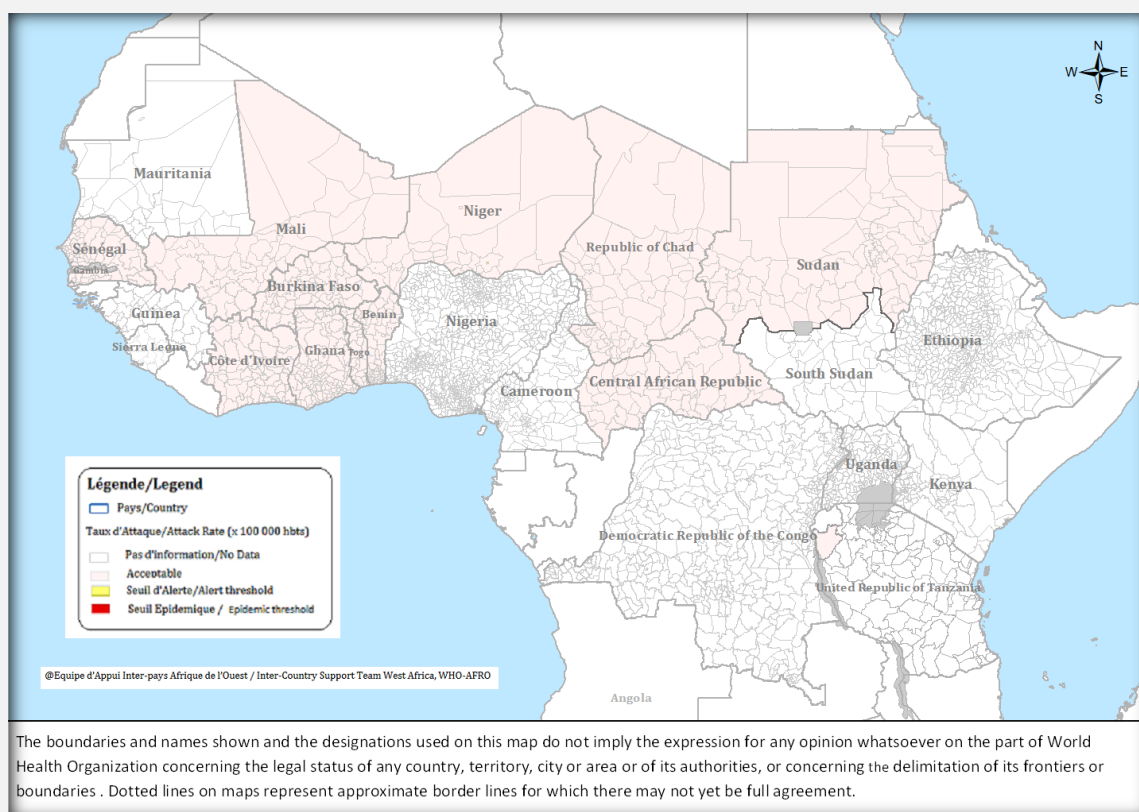 N
W E
S
Mauritania
Mali
Niger
Sénégal
Gambia
Republic of Chad
Sudan
Burkina Faso
Guinea
Benin
Nigeria
Sierra Leone
Côte d'Ivoire
Ghana
Togo
Ethiopia
South Sudan
Cameroon
Central African Republic
Uganda
Kenya
Democratic Republic of the Congo
United Republic of Tanzania
Angola
Légende/Legend
Pays/Country
Taux d'Attaque/Attack Rate (x 100 000 hbts)
Pas d'information/No Data
Acceptable
Seuil d'Alerte/Alert threshold
Seuil Epidemique / Epidemic threshold
@Equipe d'Appui Inter-pays Afrique de l'Ouest / Inter-Country Support Team West Africa, WHO-AFRO
The boundaries and names shown and the designations used on this map do not imply the expression for any opinion whatsoever on the part of World
Health Organization concerning the legal status of any country, territory, city or area or of its authorities, or concerning the delimitation of its frontiers or
boundaries . Dotted lines on maps represent approximate border lines for which there may not yet be full agreement.